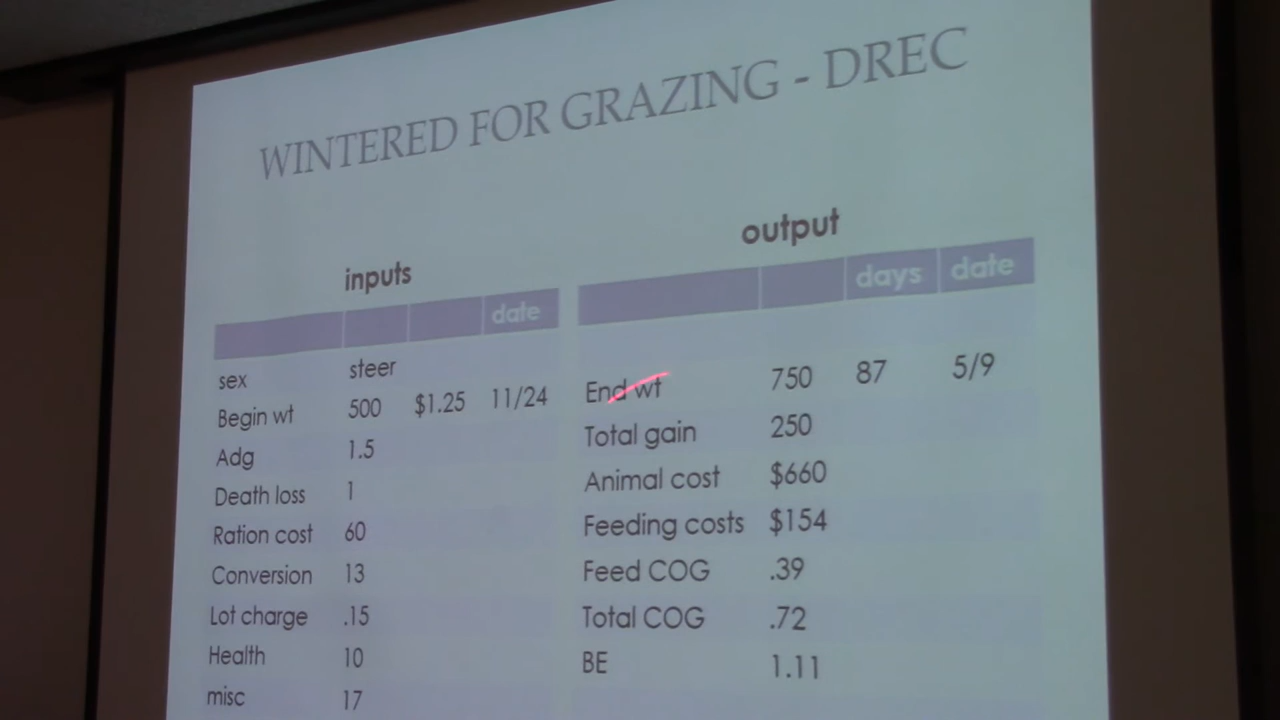 WINTERED FOR GRAZING - DREC
inputs
date
sex steer
Begin wt 500 $1.25 11/24
Adg 1.5
Death loss 1
Ration cost 60
Conversion 13
Lot charge .15
Health 10
misc 17
output
days date
End wt 750 87 5/9
Total gain 250
Animal cost $660
Feeding costs $154
Feed COG .39
Total COG .72
BE 1.11